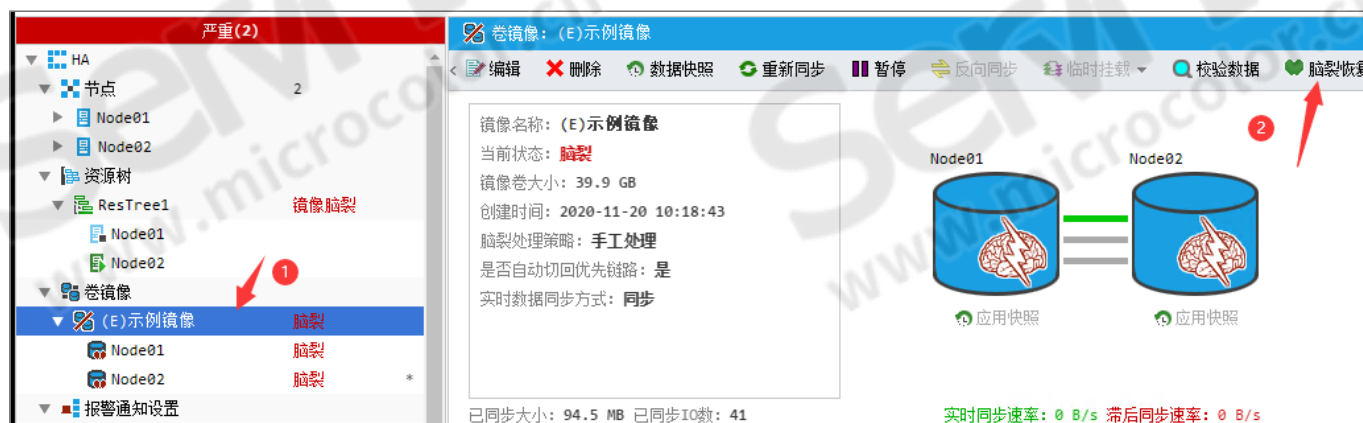 严重(2)
HA
节点 2
Node01
Node02
资源树
ResTree1 镜像脑裂
Node01
Node02
卷镜像
(E)示例镜像 脑裂
Node01 脑裂
Node02 脑裂 *
报警通知设置
1
卷镜像: (E)示例镜像
< 编辑 删除 数据快照 重新同步 暂停 反向同步 临时挂载 校验数据 脑裂恢复
2
镜像名称: (E)示例镜像
当前状态: 脑裂
镜像卷大小: 39.9 GB
创建时间: 2020-11-20 10:18:43
脑裂处理策略: 手工处理
是否自动切回优先链路: 是
实时数据同步方式: 同步
Node01 Node02
应用快照 应用快照
已同步大小: 94.5 MB 已同步IO数: 41
实时同步速率: 0 B/s 滞后同步速率: 0 B/s
www.microcolor.cn